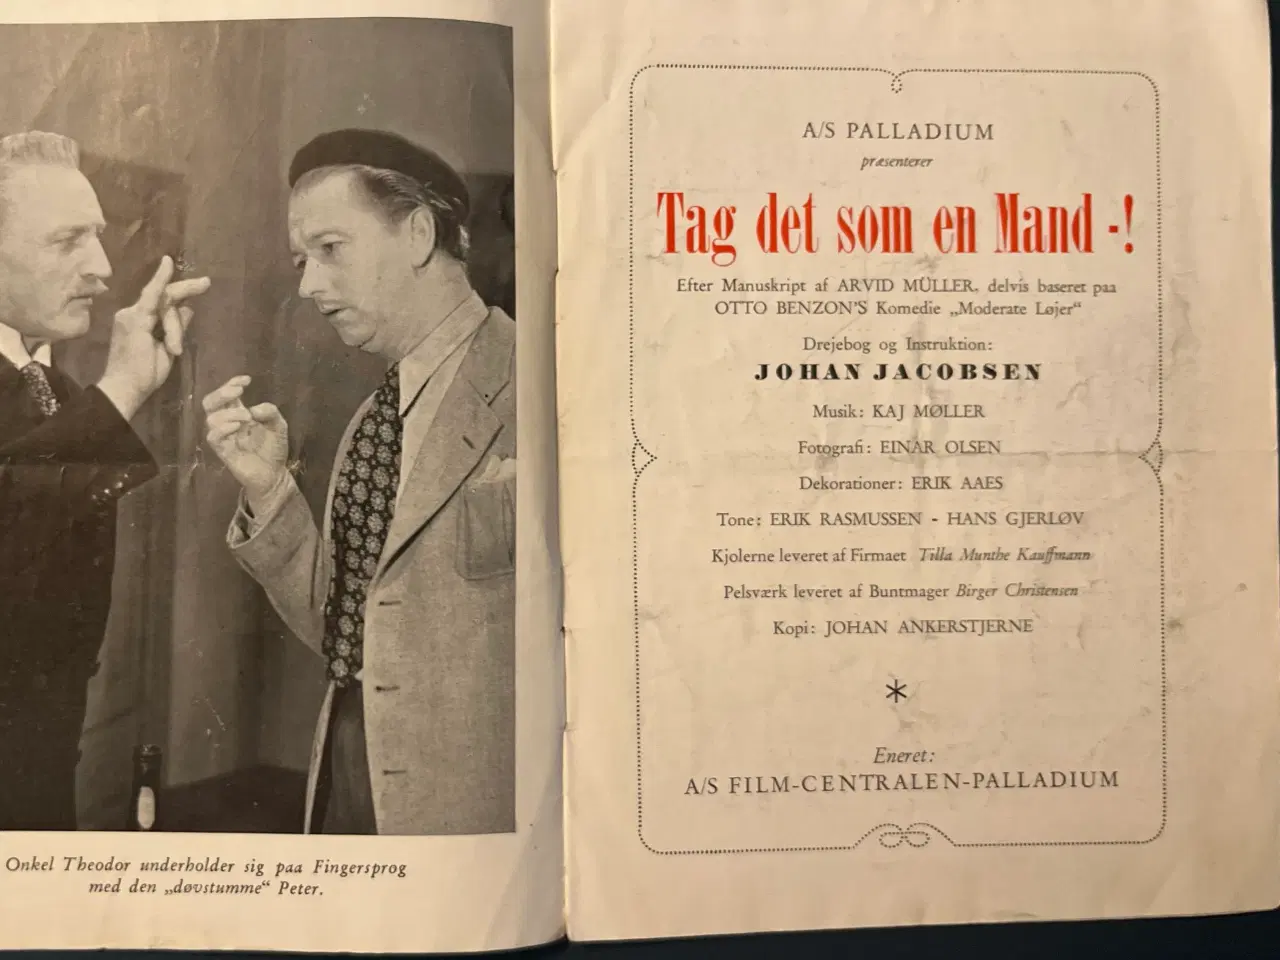 Onkel Theodor underholder sig paa Fingersprog
med den „døvstumme“ Peter.
A/S PALLADIUM
præsenterer
Tag det som en Mand -!
Efter Manuskript af ARVID MÜLLER, delvis baseret paa
OTTO BENZON'S Komedie „Moderate Løjer“
Drejebog og Instruktion:
JOHAN JACOBSEN
Musik: KAJ MØLLER
Fotografi: EINAR OLSEN
Dekorationer: ERIK AAES
Tone: ERIK RASMUSSEN - HANS GJERLØV
Kjolerne leveret af Firmaet Tilla Munthe Kauffmann
Pelsværk leveret af Buntmager Birger Christensen
Kopi: JOHAN ANKERSTJERNE
*
Eneret:
A/S FILM-CENTRALEN-PALLADIUM